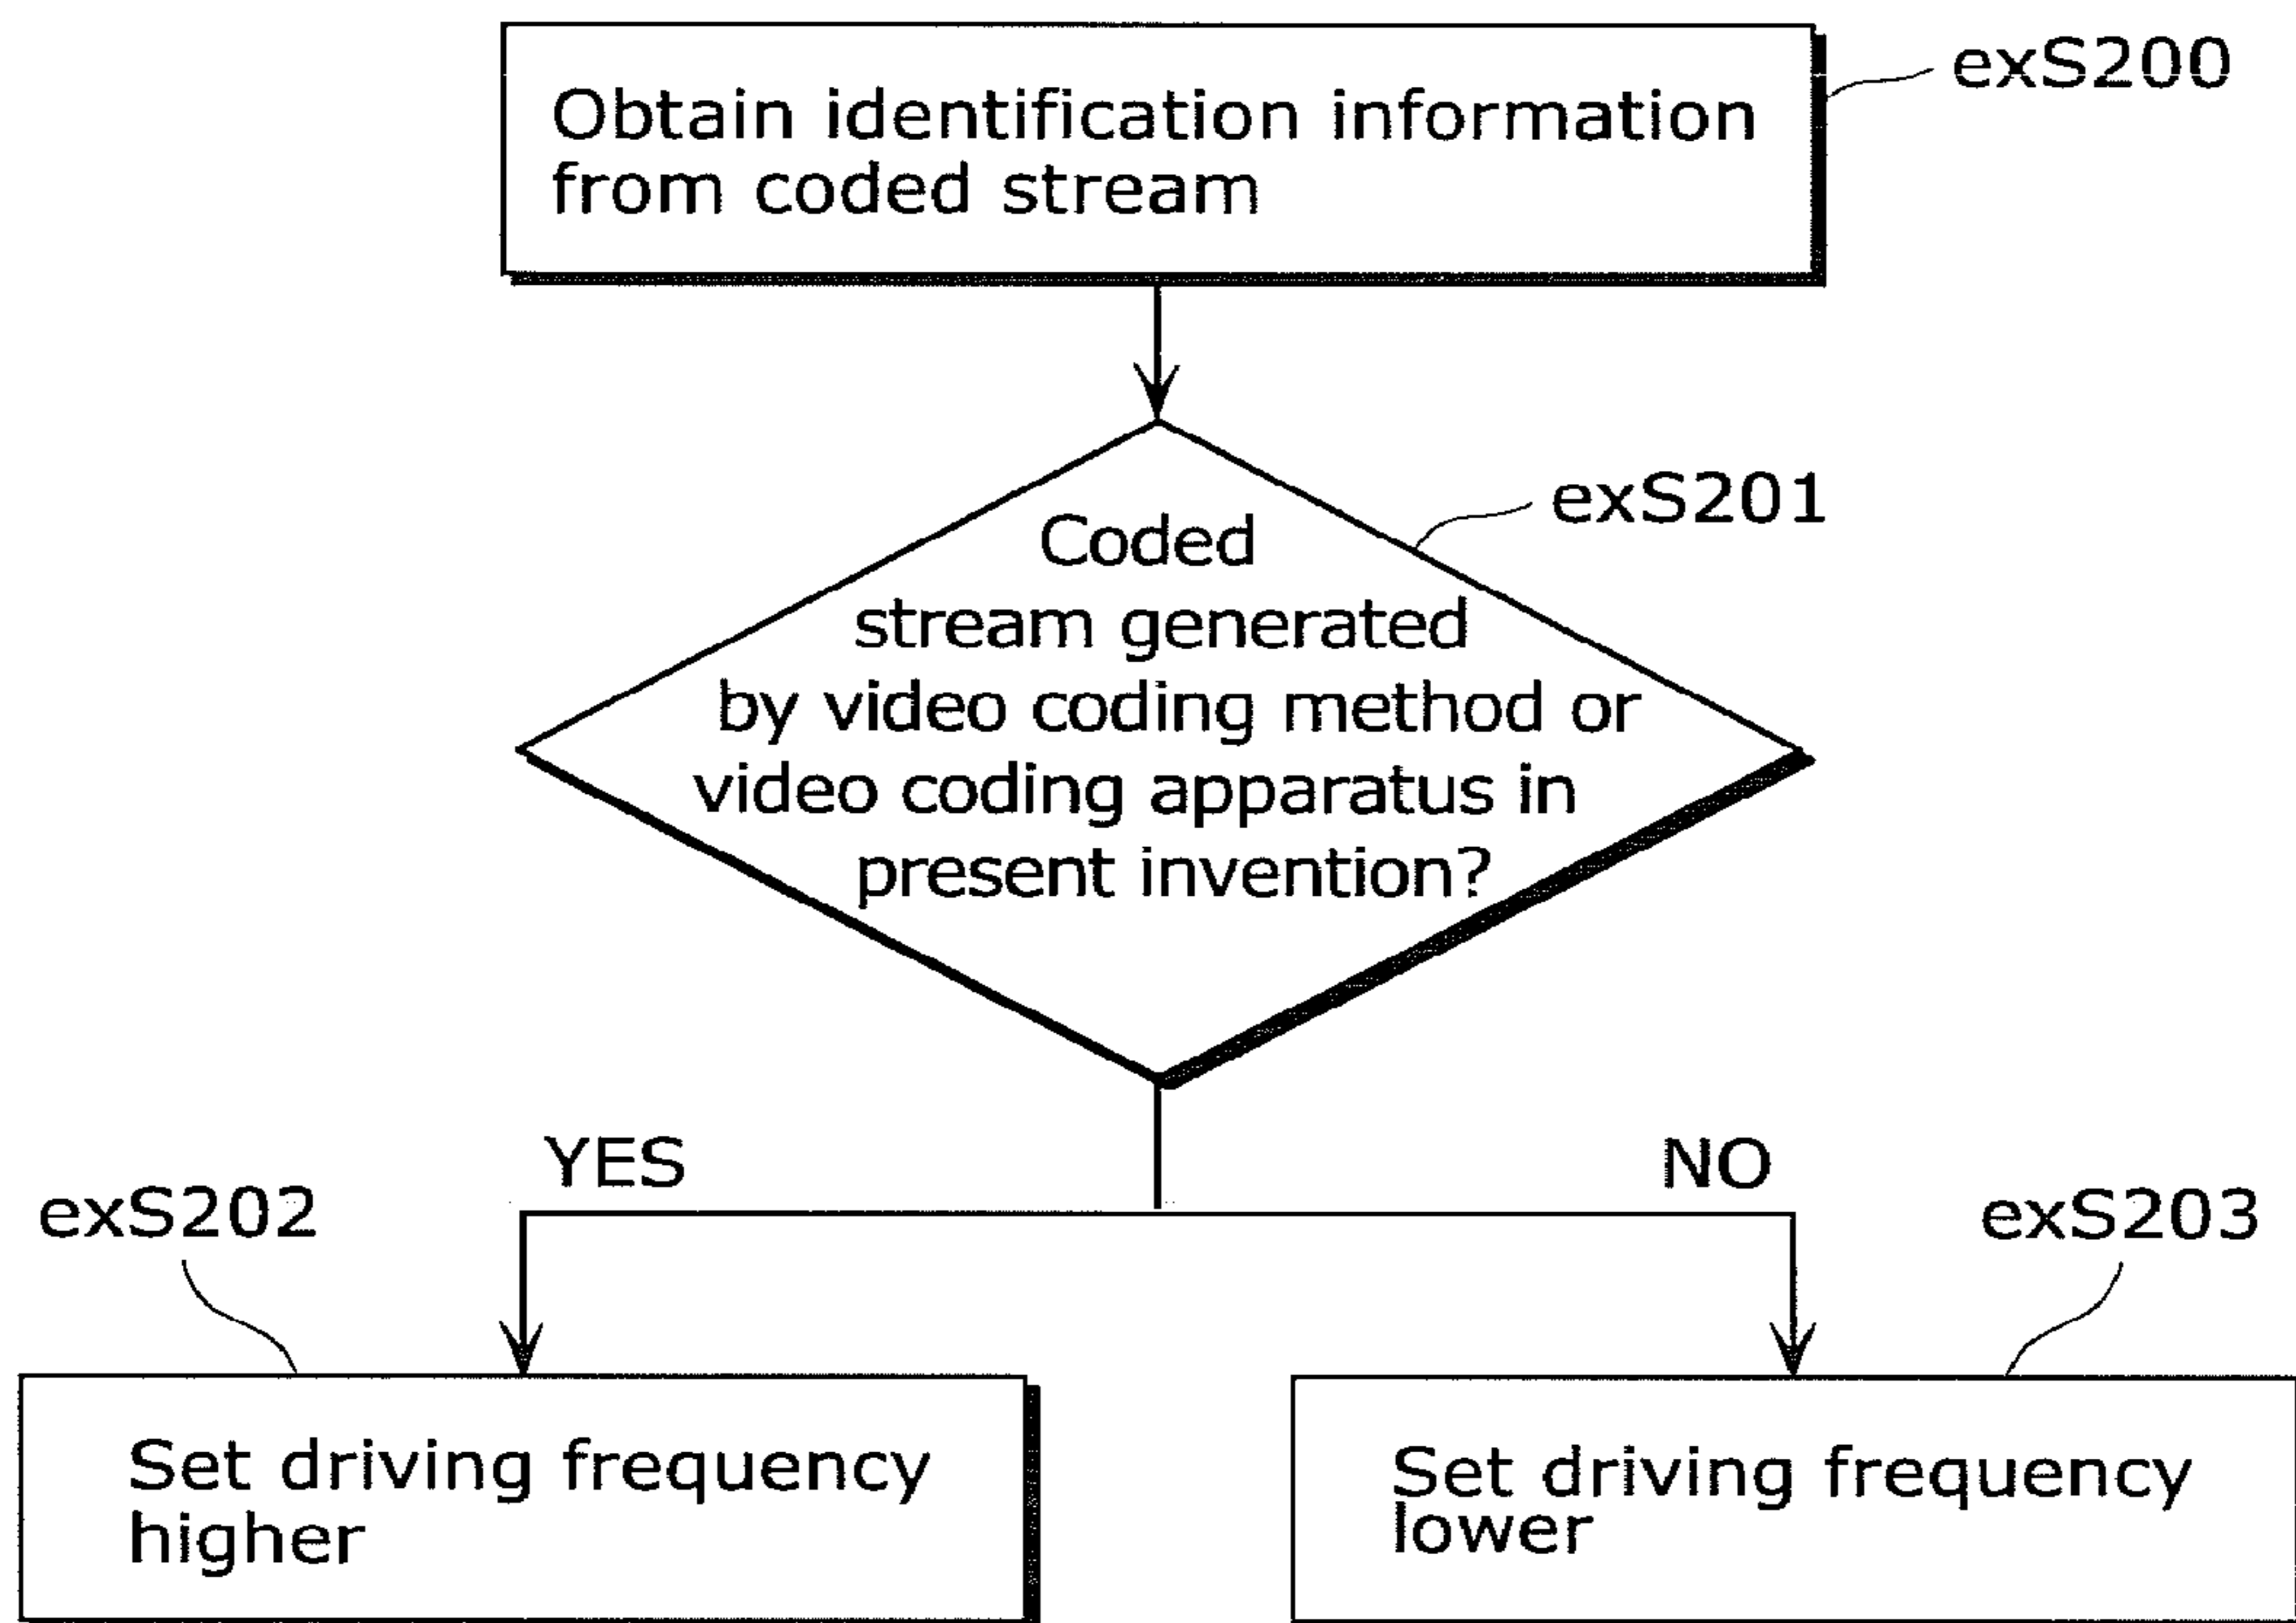 exS200
Obtain identification information
from coded stream
exS201
Coded
stream generated
by video coding method or
video coding apparatus in
present invention?
YES
NO
exS202
exS203
Set driving frequency
higher
Set driving frequency
lower